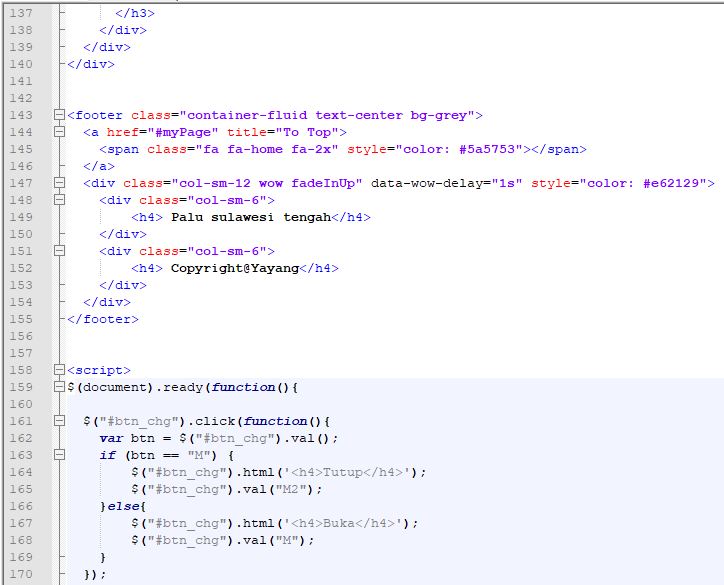 137 </h3>
138 </div>
139 </div>
140 </div>
141
142
143 <footer class="container-fluid text-center bg-grey">
144 <a href="#myPage" title="To Top">
145 <span class="fa fa-home fa-2x" style="color: #5a5753"></span>
146 </a>
147 <div class="col-sm-12 wow fadeInUp" data-wow-delay="1s" style="color: #e62129">
148 <div class="col-sm-6">
149 <h4> Palu sulawesi tengah</h4>
150 </div>
151 <div class="col-sm-6">
152 <h4> Copyright@Yayang</h4>
153 </div>
154 </div>
155 </footer>
156
157
158 <script>
159 $(document).ready(function(){
160
161 $("#btn_chg").click(function(){
162 var btn = $("#btn_chg").val();
163 if (btn == "M") {
164 $("#btn_chg").html('<h4>Tutup</h4>');
165 $("#btn_chg").val("M2");
166 }else{
167 $("#btn_chg").html('<h4>Buka</h4>');
168 $("#btn_chg").val("M");
169 }
170 });